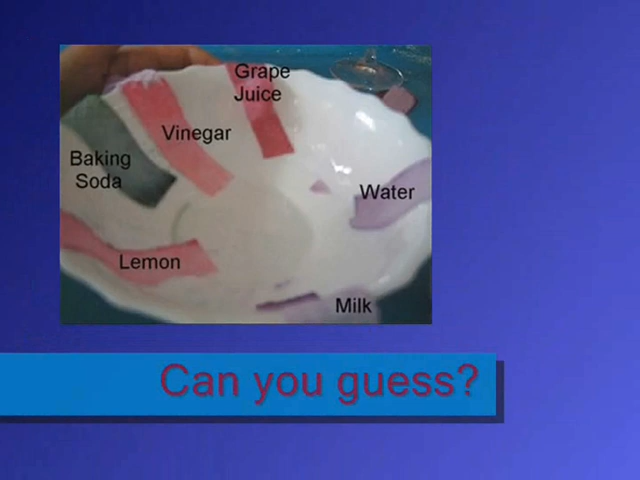 Grape
Juice
Vinegar
Baking
Soda
Water
Lemon
Milk
Can you guess?